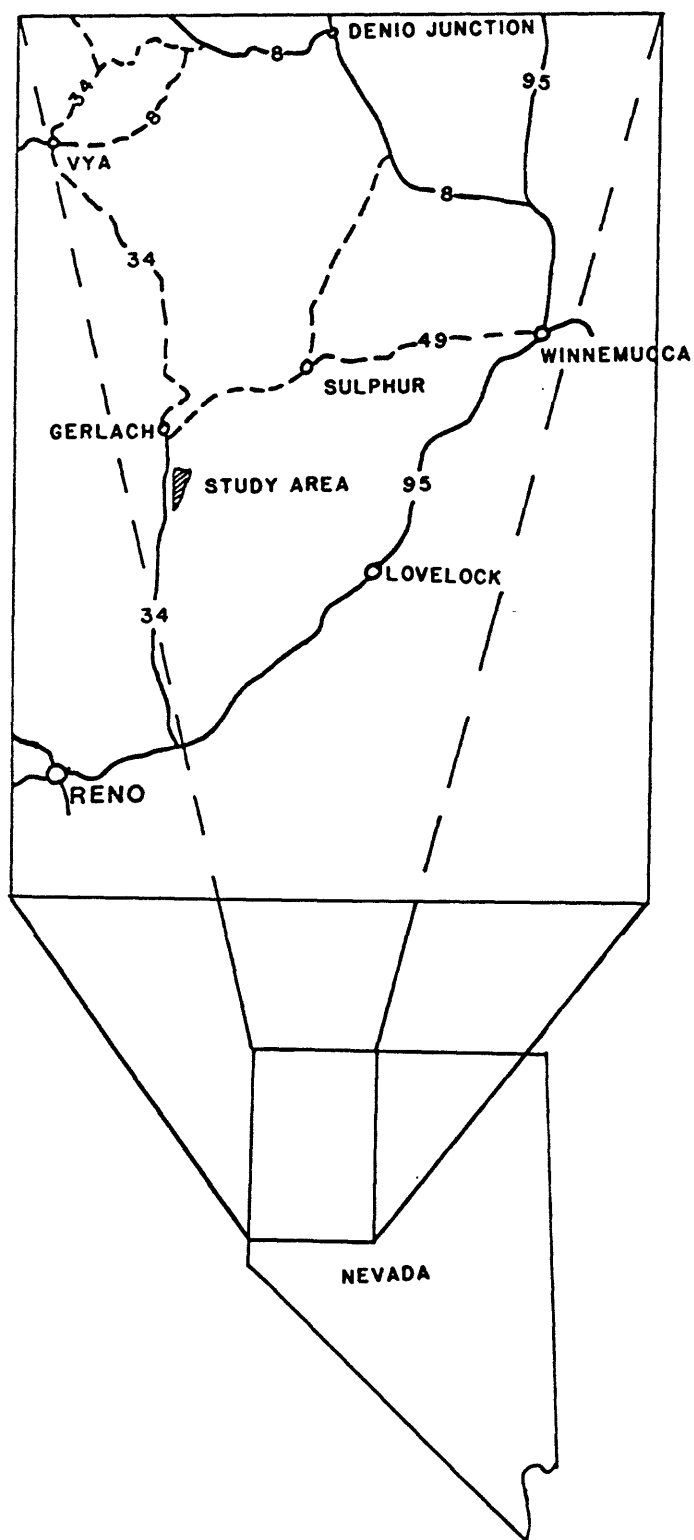 DENIO JUNCTION
8
95
34
8
VYA
8
34
49
WINNEMUCCA
SULPHUR
GERLACH
STUDY AREA
95
LOVELOCK
34
RENO
NEVADA